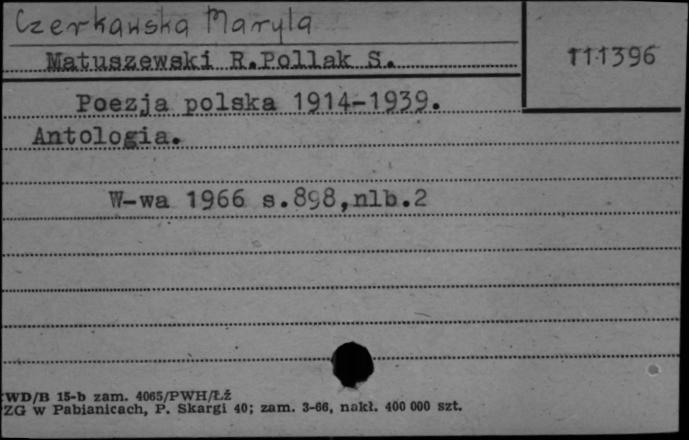 Czerkawska Maryla
Matuszewski R.Pollak S.
111396
Poezja polska 1914-1939.
Antologia.
W-wa 1966 s.898,nlb.2
WD/B 15-b zam. 4065/PWH/Łż
ZG w Pabianicach, P. Skargi 40; zam. 3-66, nakł. 400 000 szt.